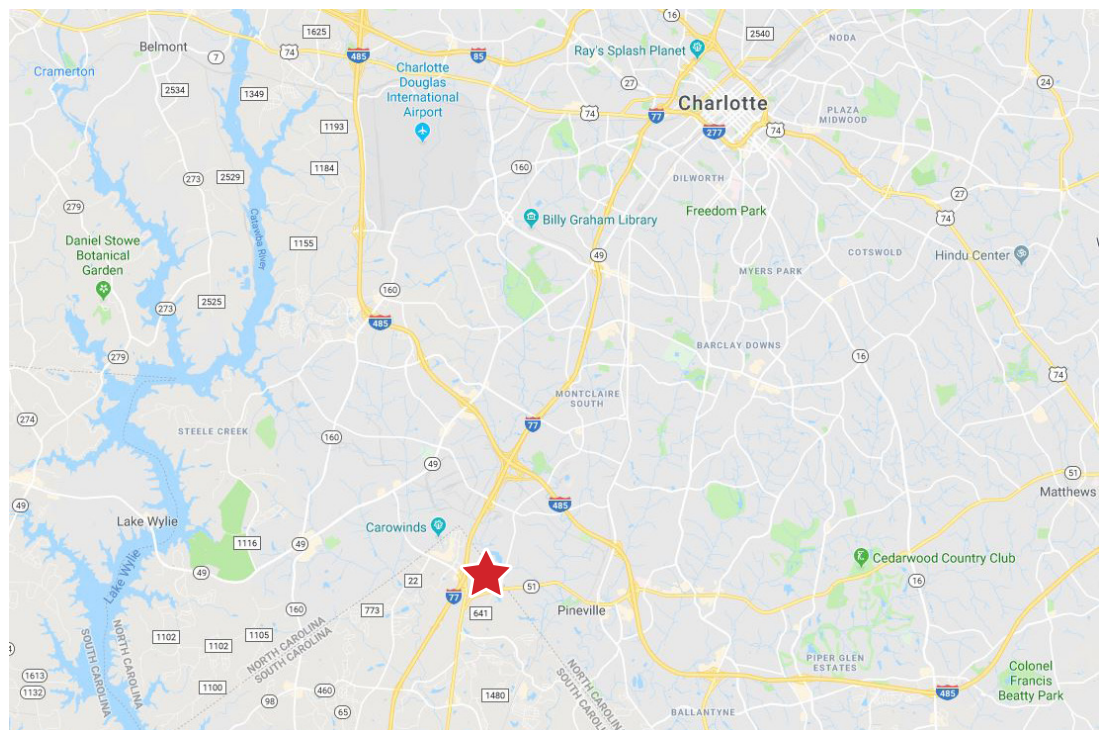 16
2540
NODA
1625
Belmont
7
74
485
85
Ray's Splash Planet
Cramerton
2534
1349
Charlotte
Douglas
International
Airport
27
24
Charlotte
74
77
277
74
PLAZA
MIDWOOD
1193
1184
160
273
2529
DILWORTH
27
279
Freedom Park
74
Billy Graham Library
Catawba River
Daniel Stowe
Botanical
Garden
1155
49
COTSWOLD
Hindu Center
MYERS PARK
160
273
2525
485
BARCLAY DOWNS
279
16
74
MONTCLAIRE
SOUTH
274
STEELE CREEK
77
160
49
51
Matthews
49
485
Lake Wylie
Carowinds
1116
49
Cedarwood Country Club
49
22
51
16
Lake Wylie
77
160
773
641
Pineville
1102
1105
1102
NORTH CAROLINA
SOUTH CAROLINA
SOUTH CAROLINA
NORTH CAROLINA
PIPER GLEN
ESTATES
Colonel
Francis
Beatty Park
1613
1132
1100
98
460
65
1480
NORTH CAROLINA
SOUTH CAROL
485
BALLANTYNE